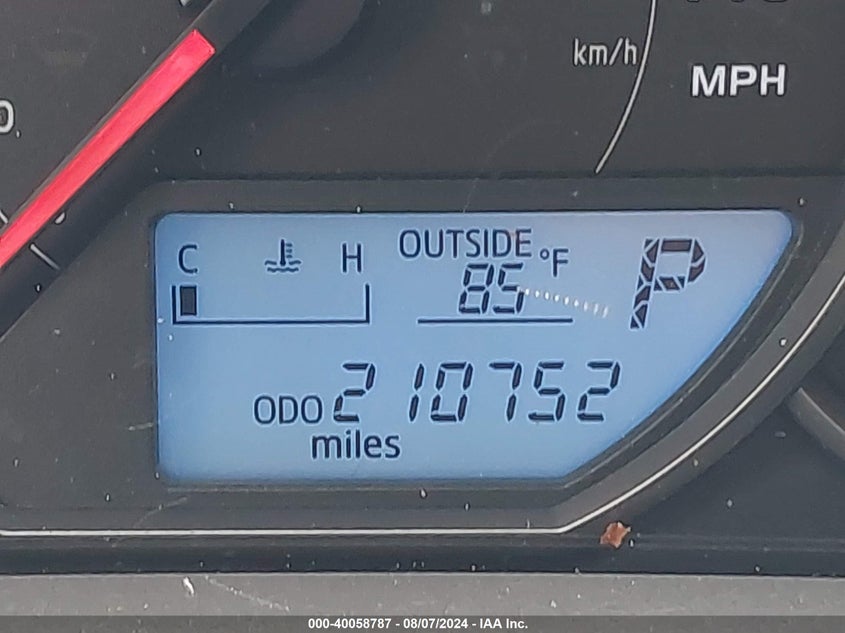 km/h
MPH
C H
OUTSIDE
85 °F
P
ODO 210752
miles
000-40058787 - 08/07/2024 - IAA Inc.